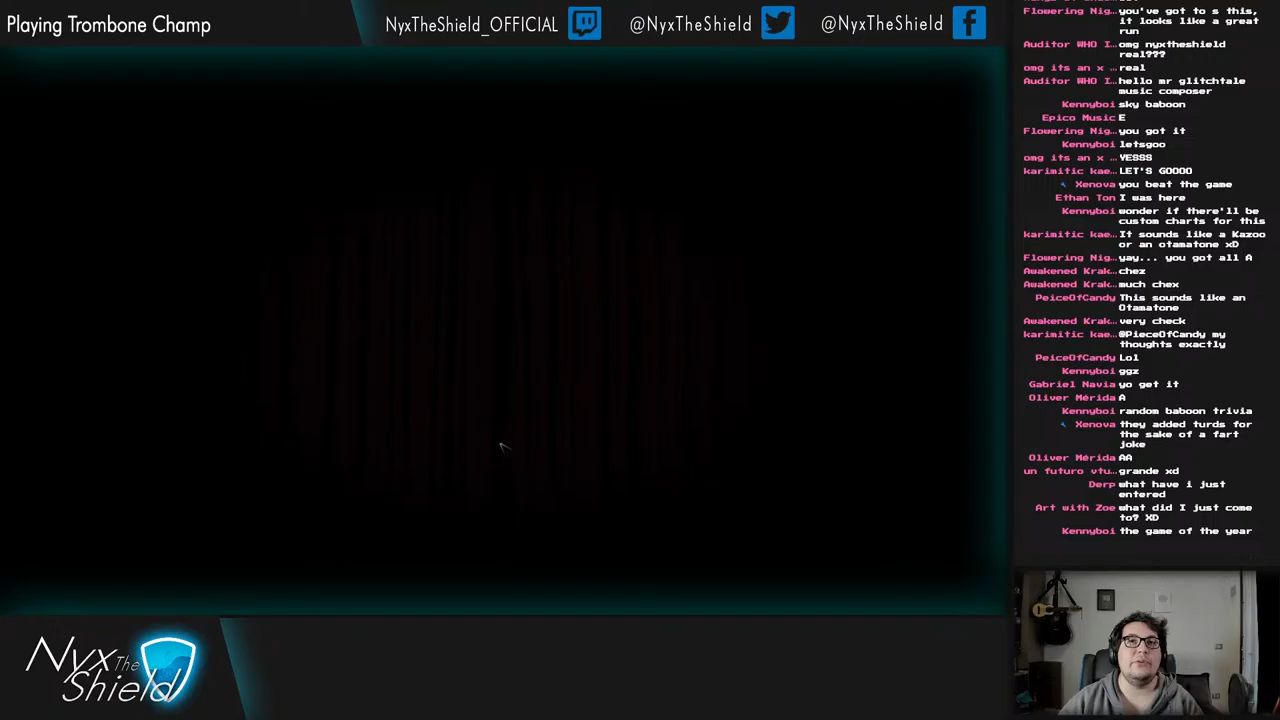 Playing Trombone Champ
NyxTheShield_OFFICIAL
@NyxTheShield
@NyxTheShield
Flowering Nig… you've got to s this,
it looks like a great
run
Auditor WHO I… omg nyxtheshield
real???
omg its an x … real
Auditor WHO I… hello mr glitchtale
music composer
Kennyboi sky baboon
Epico Music E
Flowering Nig… you got it
Kennyboi letsgoo
omg its an x … YESSS
karimitic kae… LET'S GOOOO
Xenova you beat the game
Ethan Ton I was here
Kennyboi wonder if there'll be
custom charts for this
karimitic kae… It sounds like a Kazoo
or an otamatone xD
Flowering Nig… yay... you got all A
Awakened Krak… chez
Awakened Krak… much chex
PeiceOfCandy This sounds like an
Otamatone
Awakened Krak… very check
karimitic kae… @PieceOfCandy my
thoughts exactly
PeiceOfCandy Lol
Kennyboi ggz
Gabriel Navia yo get it
Oliver Mérida A
Kennyboi random baboon trivia
Xenova they added turds for
the sake of a fart
joke
Oliver Mérida AA
un futuro vtu… grande xd
Derp what have i just
entered
Art with Zoe what did I just come
to? XD
Kennyboi the game of the year
Nyx The
Shield